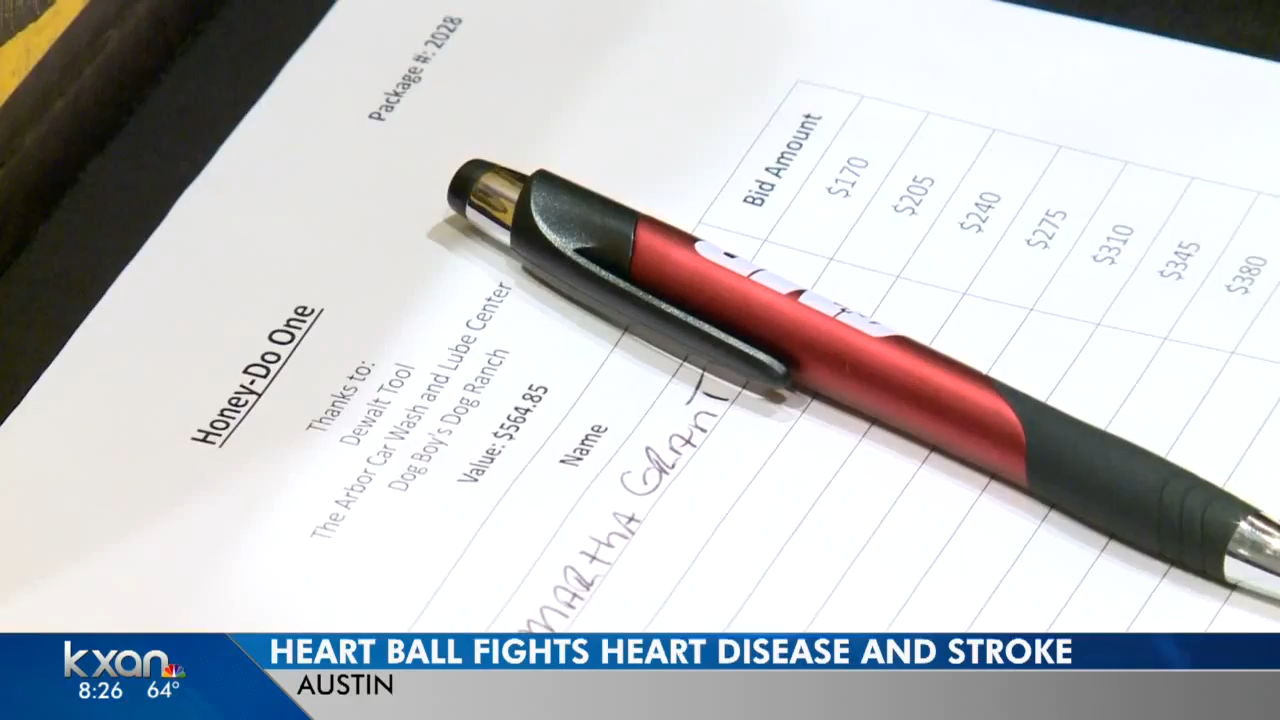 Package #: 2028
Honey-Do One
Thanks to:
Dewalt Tool
The Arbor Car Wash and Lube Center
Dog Boy's Dog Ranch
Value: $564.85
Name
Bid Amount
MARthA GRANT
$170
$205
$240
$275
$310
$345
$380
kxan
8:26 64°
HEART BALL FIGHTS HEART DISEASE AND STROKE
AUSTIN